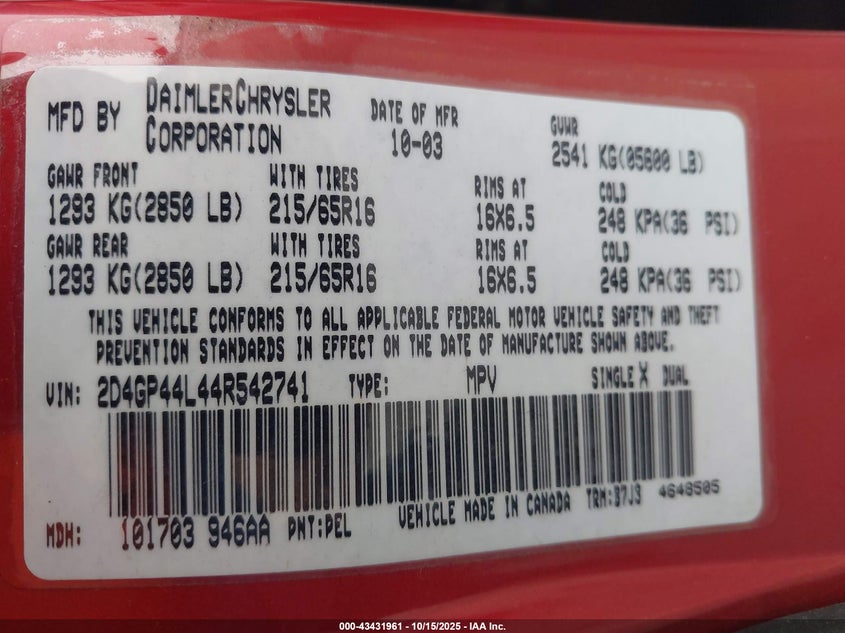 MFD BY DAIMLERCHRYSLER CORPORATION DATE OF MFR 10-03 GVWR 2541 KG(05600 LB)
GAWR FRONT WITH TIRES RIMS AT COLD
1293 KG(2850 LB) 215/65R16 16X6.5 248 KPA(36 PSI)
GAWR REAR WITH TIRES RIMS AT COLD
1293 KG(2850 LB) 215/65R16 16X6.5 248 KPA(36 PSI)
THIS VEHICLE CONFORMS TO ALL APPLICABLE FEDERAL MOTOR VEHICLE SAFETY AND THEFT
PREVENTION STANDARDS IN EFFECT ON THE DATE OF MANUFACTURE SHOWN ABOVE.
VIN: 2D4GP44L44R542741 TYPE: MPV SINGLE X DUAL
MDH: 101703 946AA PNT:PEL VEHICLE MADE IN CANADA TRM:B7J3 4648505
000-43431961 - 10/15/2025 - IAA Inc.